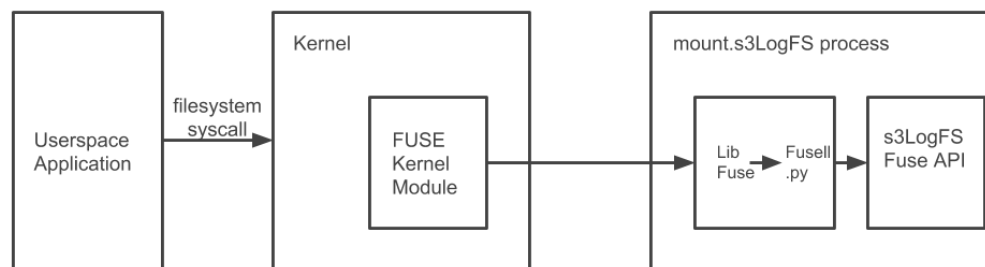 Userspace
Application
filesystem
syscall
Kernel
FUSE
Kernel
Module
mount.s3LogFS process
Lib
Fuse
Fusell
.py
s3LogFS
Fuse API